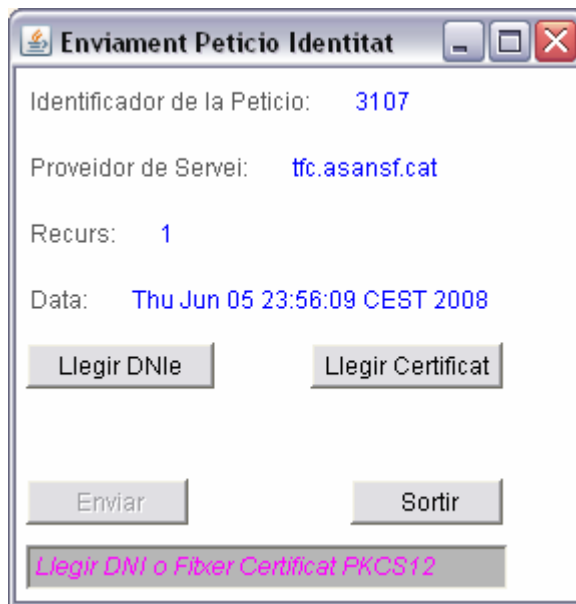 Enviament Peticio Identitat
Identificador de la Peticio: 3107
Proveidor de Servei: tfc.asansf.cat
Recurs: 1
Data: Thu Jun 05 23:56:09 CEST 2008
Llegir DNIe Llegir Certificat
Enviar Sortir
Llegir DNI o Fitxer Certificat PKCS12